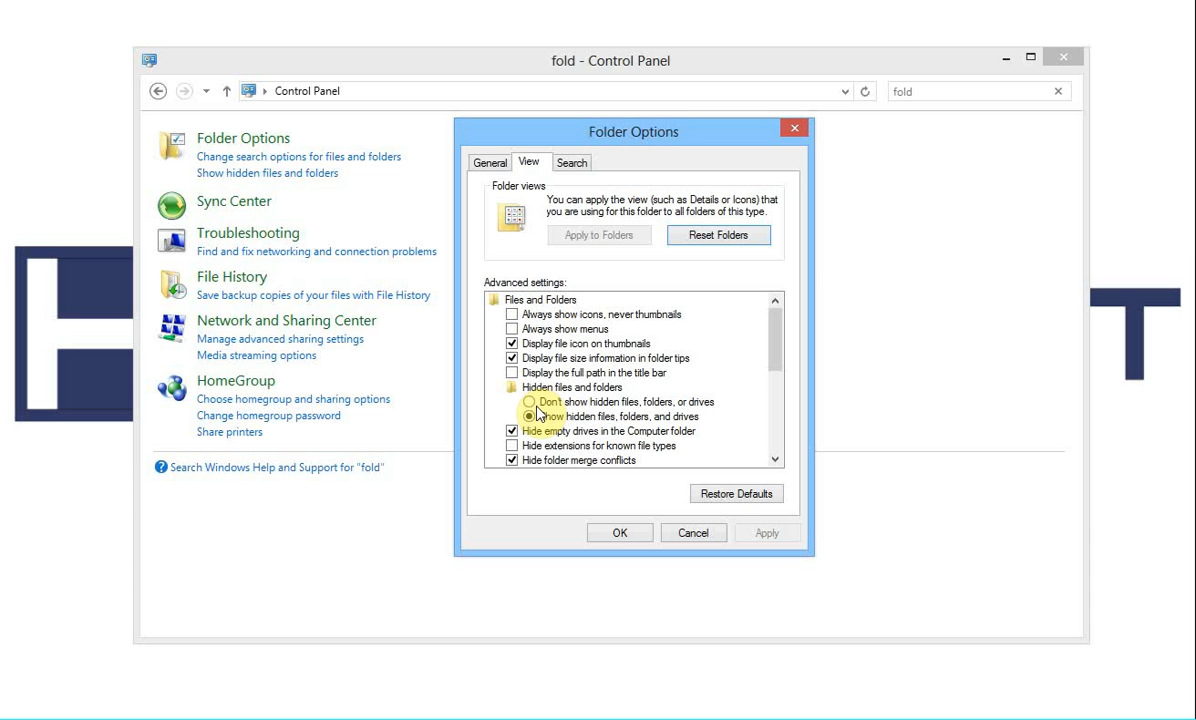 fold - Control Panel
Control Panel
fold
Folder Options
Change search options for files and folders
Show hidden files and folders
Sync Center
Troubleshooting
Find and fix networking and connection problems
File History
Save backup copies of your files with File History
Network and Sharing Center
Manage advanced sharing settings
Media streaming options
HomeGroup
Choose homegroup and sharing options
Change homegroup password
Share printers
Search Windows Help and Support for "fold"
Folder Options
General
View
Search
Folder views
You can apply the view (such as Details or Icons) that
you are using for this folder to all folders of this type.
Apply to Folders
Reset Folders
Advanced settings:
Files and Folders
Always show icons, never thumbnails
Always show menus
Display file icon on thumbnails
Display file size information in folder tips
Display the full path in the title bar
Hidden files and folders
Don't show hidden files, folders, or drives
Show hidden files, folders, and drives
Hide empty drives in the Computer folder
Hide extensions for known file types
Hide folder merge conflicts
Restore Defaults
OK
Cancel
Apply
T